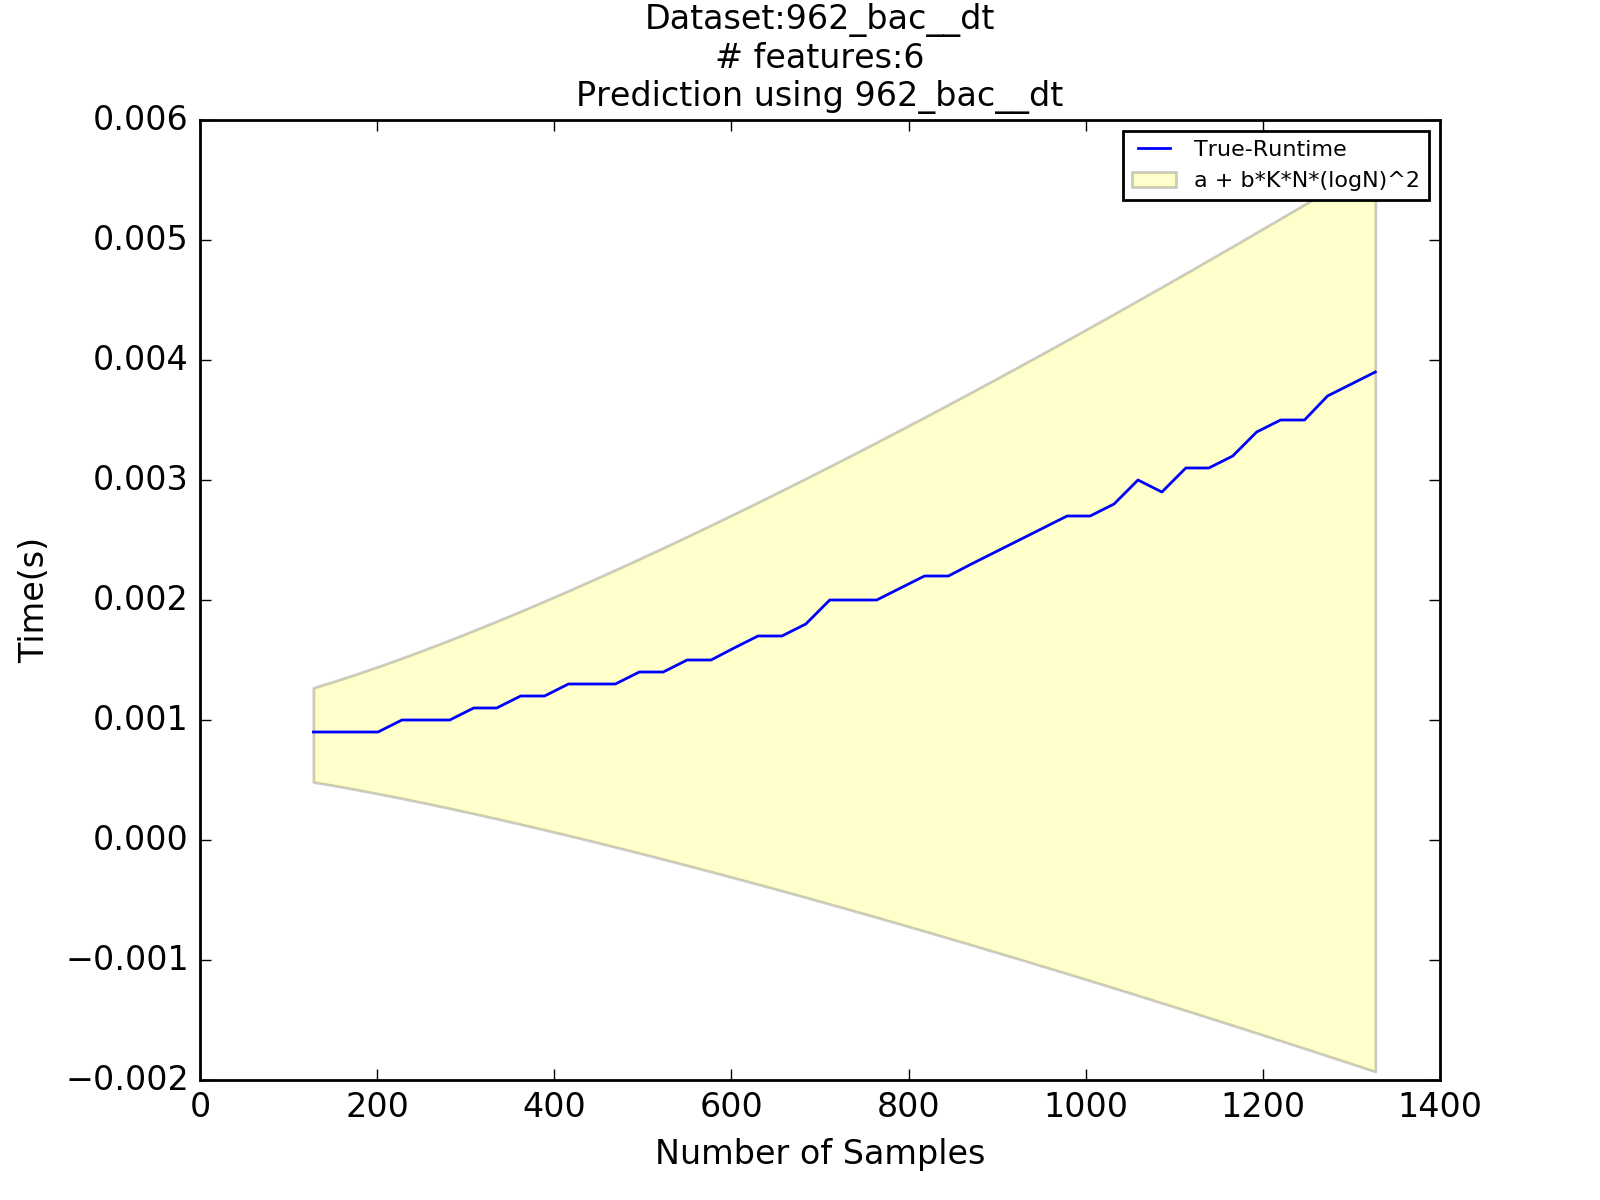 Dataset:962_bac__dt
# features:6
Prediction using 962_bac__dt
0.006
0.005
0.004
0.003
0.002
0.001
0.000
−0.001
−0.002
Time(s)
True-Runtime
a + b*K*N*(logN)^2
0 200 400 600 800 1000 1200 1400
Number of Samples